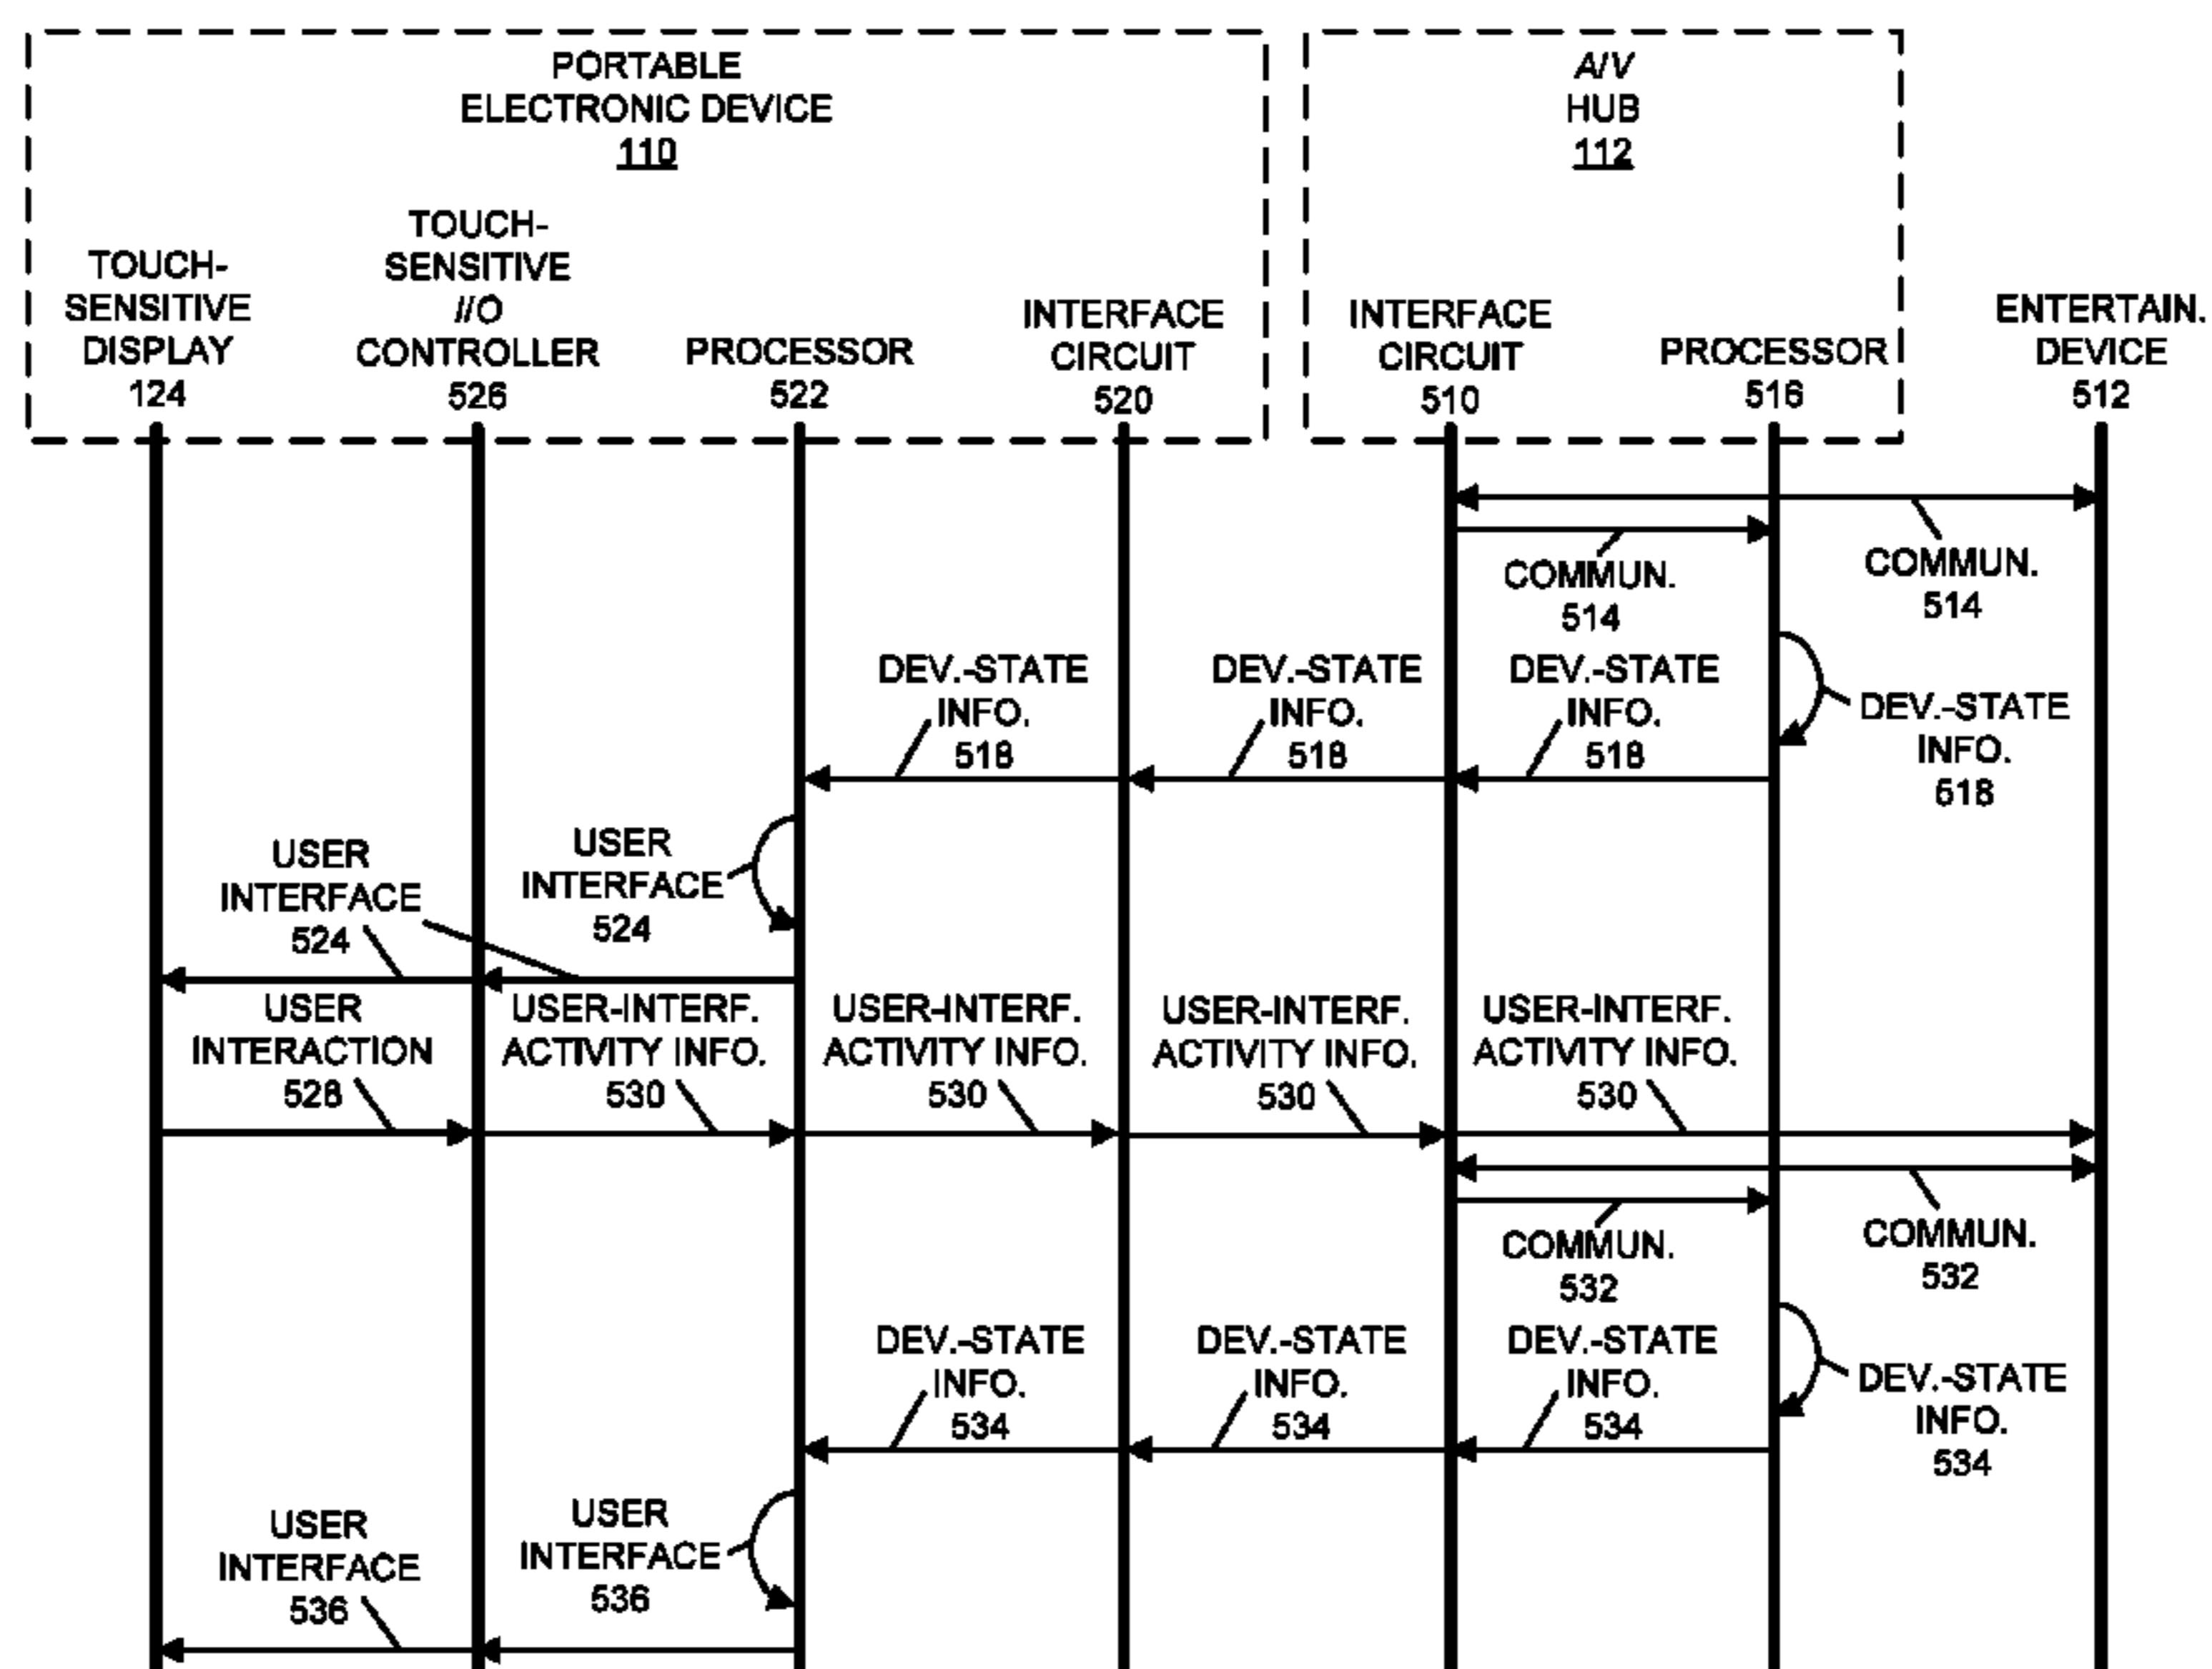 PORTABLE
ELECTRONIC DEVICE
110
A/V
HUB
112
TOUCH-
SENSITIVE
DISPLAY
124
TOUCH-
SENSITIVE
I/O
CONTROLLER
526
PROCESSOR
522
INTERFACE
CIRCUIT
520
INTERFACE
CIRCUIT
510
PROCESSOR
516
ENTERTAIN.
DEVICE
512
COMMUN.
514
COMMUN.
514
DEV.-STATE
INFO.
518
DEV.-STATE
INFO.
518
DEV.-STATE
INFO.
518
DEV.-STATE
INFO.
518
USER
INTERFACE
524
USER
INTERFACE
524
USER
INTERACTION
528
USER-INTERF.
ACTIVITY INFO.
530
USER-INTERF.
ACTIVITY INFO.
530
USER-INTERF.
ACTIVITY INFO.
530
USER-INTERF.
ACTIVITY INFO.
530
COMMUN.
532
COMMUN.
532
DEV.-STATE
INFO.
534
DEV.-STATE
INFO.
534
DEV.-STATE
INFO.
534
DEV.-STATE
INFO.
534
USER
INTERFACE
536
USER
INTERFACE
536